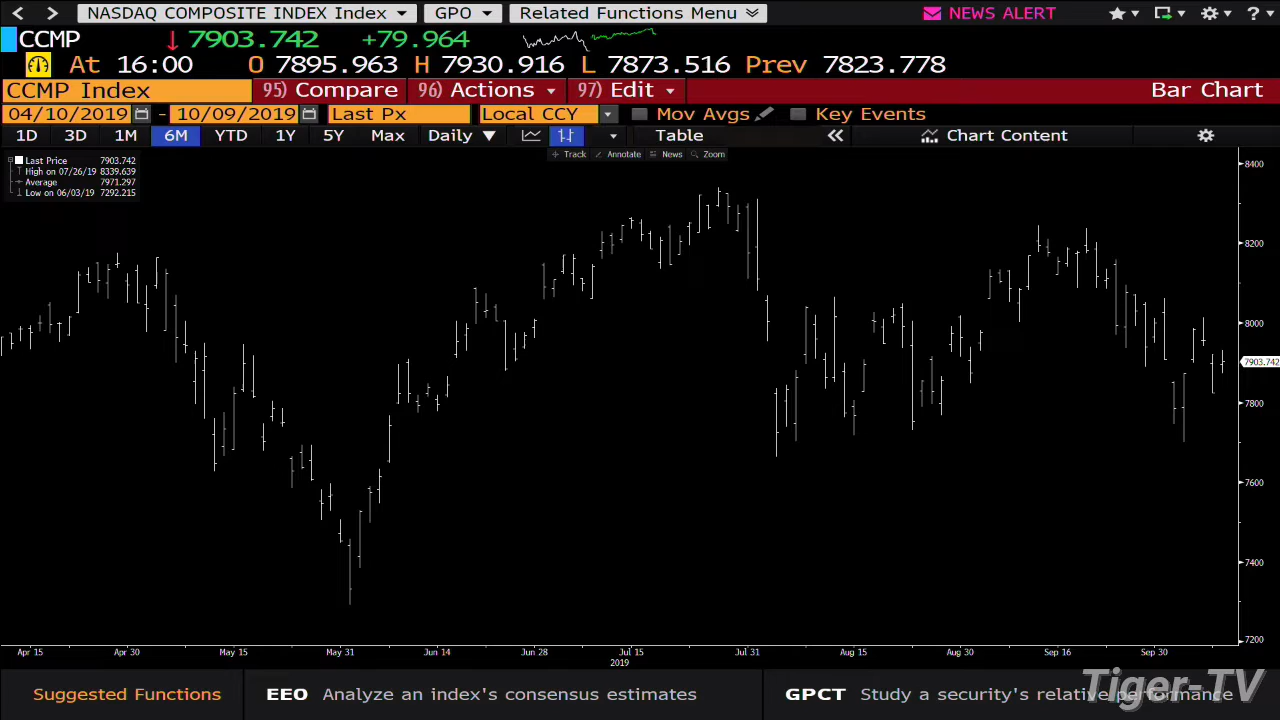 NASDAQ COMPOSITE INDEX Index GPO Related Functions Menu NEWS ALERT ?
CCMP 7903.742 +79.964
At 16:00 O 7895.963 H 7930.916 L 7873.516 Prev 7823.778
CCMP Index 95) Compare 96) Actions 97) Edit Bar Chart
04/10/2019 - 10/09/2019 Last Px Local CCY Mov Avgs Key Events
1D 3D 1M 6M YTD 1Y 5Y Max Daily Table Chart Content
Track Annotate News Zoom
Last Price 7903.742
High on 07/26/19 8339.639
Average 7971.297
Low on 06/03/19 7292.215
8400
8200
8000
7903.742
7800
7600
7400
7200
Apr 15 Apr 30 May 15 May 31 Jun 14 Jun 28 Jul 15 Jul 31 Aug 15 Aug 30 Sep 16 Sep 30
2019
Suggested Functions EEO Analyze an index's consensus estimates GPCT Study a security's relative performance
Tiger-TV